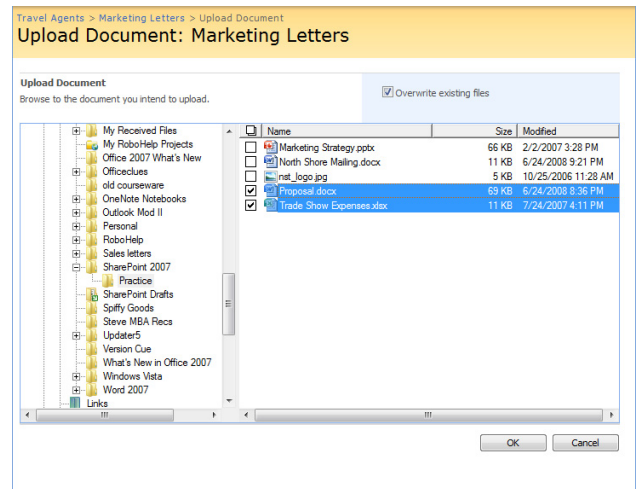 Travel Agents > Marketing Letters > Upload Document
Upload Document: Marketing Letters
Upload Document
Browse to the document you intend to upload.
Overwrite existing files
My Received Files
My RoboHelp Projects
Office 2007 What's New
Officeclues
old courseware
OneNote Notebooks
Outlook Mod II
Personal
RoboHelp
Sales letters
SharePoint 2007
Practice
SharePoint Drafts
Spiffy Goods
Steve MBA Recs
Updater5
Version Cue
What's New in Office 2007
Windows Vista
Word 2007
Links
Name Size Modified
Marketing Strategy.pptx 66 KB 2/2/2007 3:28 PM
North Shore Mailing.docx 11 KB 6/24/2008 9:21 PM
nst_logo.jpg 5 KB 10/25/2006 11:28 AM
Proposal.docx 69 KB 6/24/2008 8:36 PM
Trade Show Expenses.xlsx 11 KB 7/24/2007 4:11 PM
OK Cancel